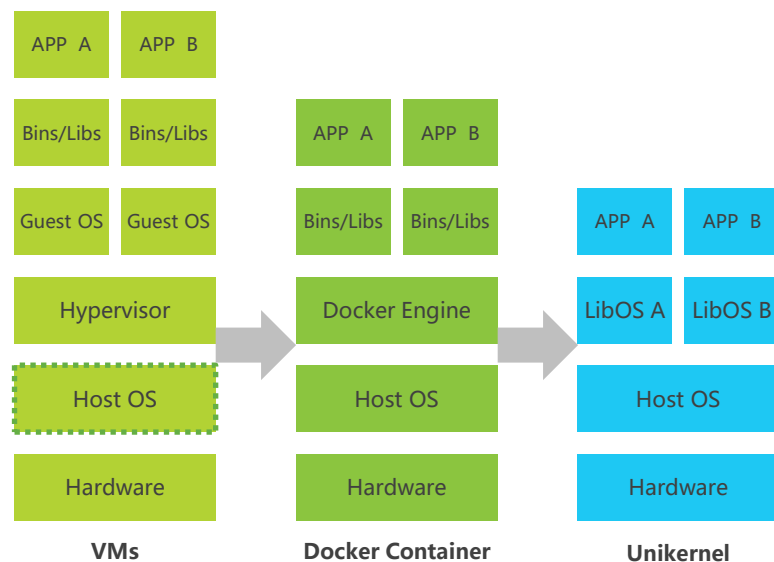 APP A
APP B
Bins/Libs
Bins/Libs
Guest OS
Guest OS
Hypervisor
Host OS
Hardware
VMs
APP A
APP B
Bins/Libs
Bins/Libs
Docker Engine
Host OS
Hardware
Docker Container
APP A
APP B
LibOS A
LibOS B
Host OS
Hardware
Unikernel